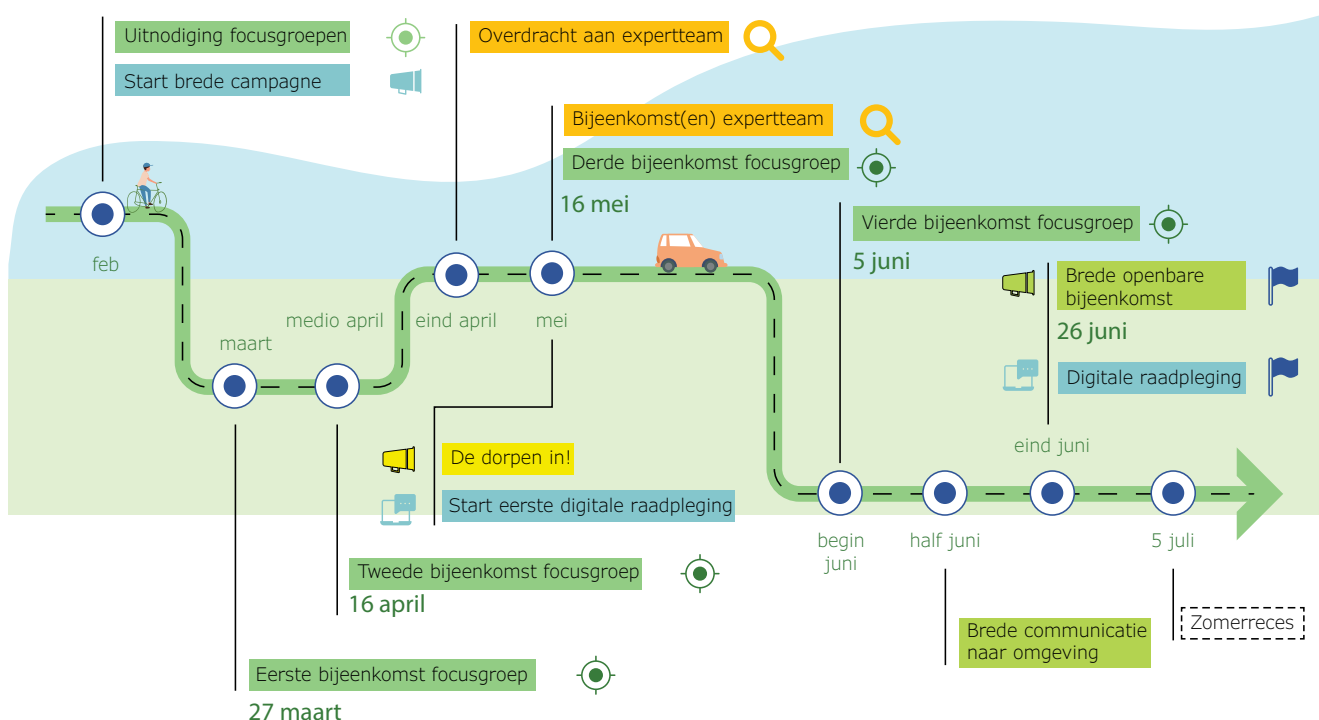 Uitnodiging focusgroepen
Start brede campagne
feb
Overdracht aan expertteam
Bijeenkomst(en) expertteam
Derde bijeenkomst focusgroep
16 mei
Vierde bijeenkomst focusgroep
5 juni
Brede openbare
bijeenkomst
26 juni
Digitale raadpleging
maart
medio april
eind april
mei
De dorpen in!
Start eerste digitale raadpleging
eind juni
begin
juni
half juni
5 juli
Tweede bijeenkomst focusgroep
16 april
Brede communicatie
naar omgeving
Zomerreces
Eerste bijeenkomst focusgroep
27 maart